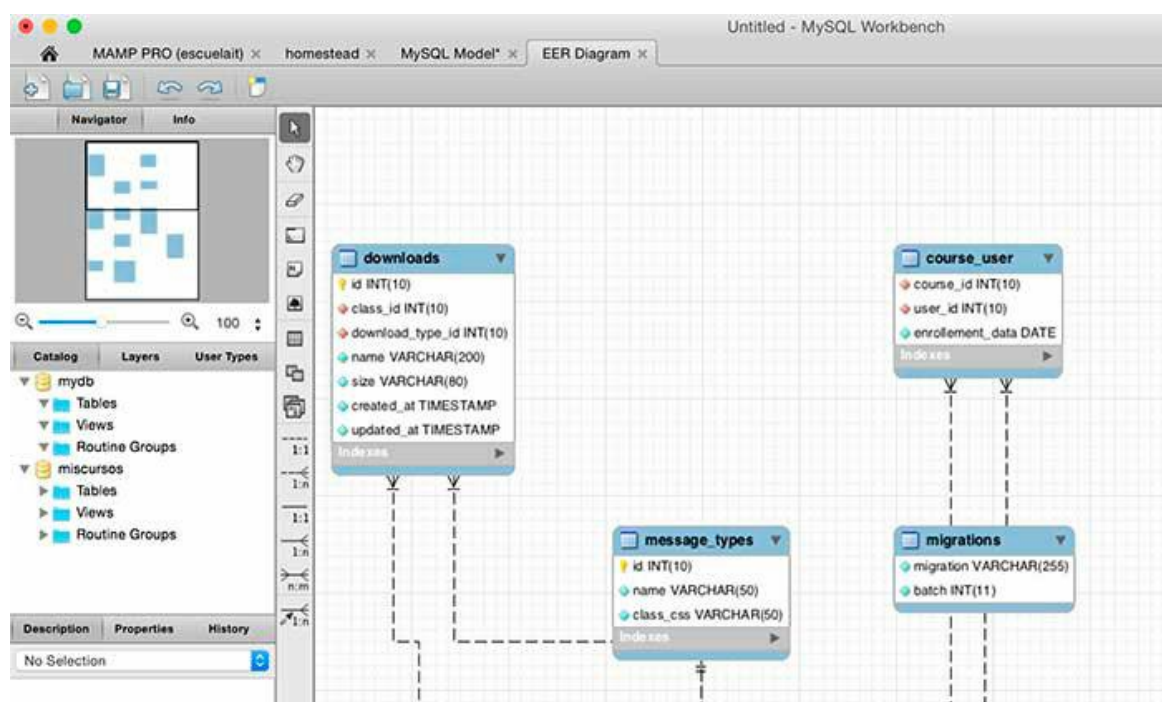 Untitled - MySQL Workbench
MAMP PRO (escuelait) × homestead × MySQL Model* × EER Diagram ×
Navigator Info
100
Catalog Layers User Types
mydb
Tables
Views
Routine Groups
miscursos
Tables
Views
Routine Groups
Description Properties History
No Selection
1:1
1:n
1:1
1:n
n:m
1:n
downloads
id INT(10)
class_id INT(10)
download_type_id INT(10)
name VARCHAR(200)
size VARCHAR(80)
created_at TIMESTAMP
updated_at TIMESTAMP
Indexes
message_types
id INT(10)
name VARCHAR(50)
class_css VARCHAR(50)
Indexes
course_user
course_id INT(10)
user_id INT(10)
enrollement_data DATE
Indexes
migrations
migration VARCHAR(255)
batch INT(11)